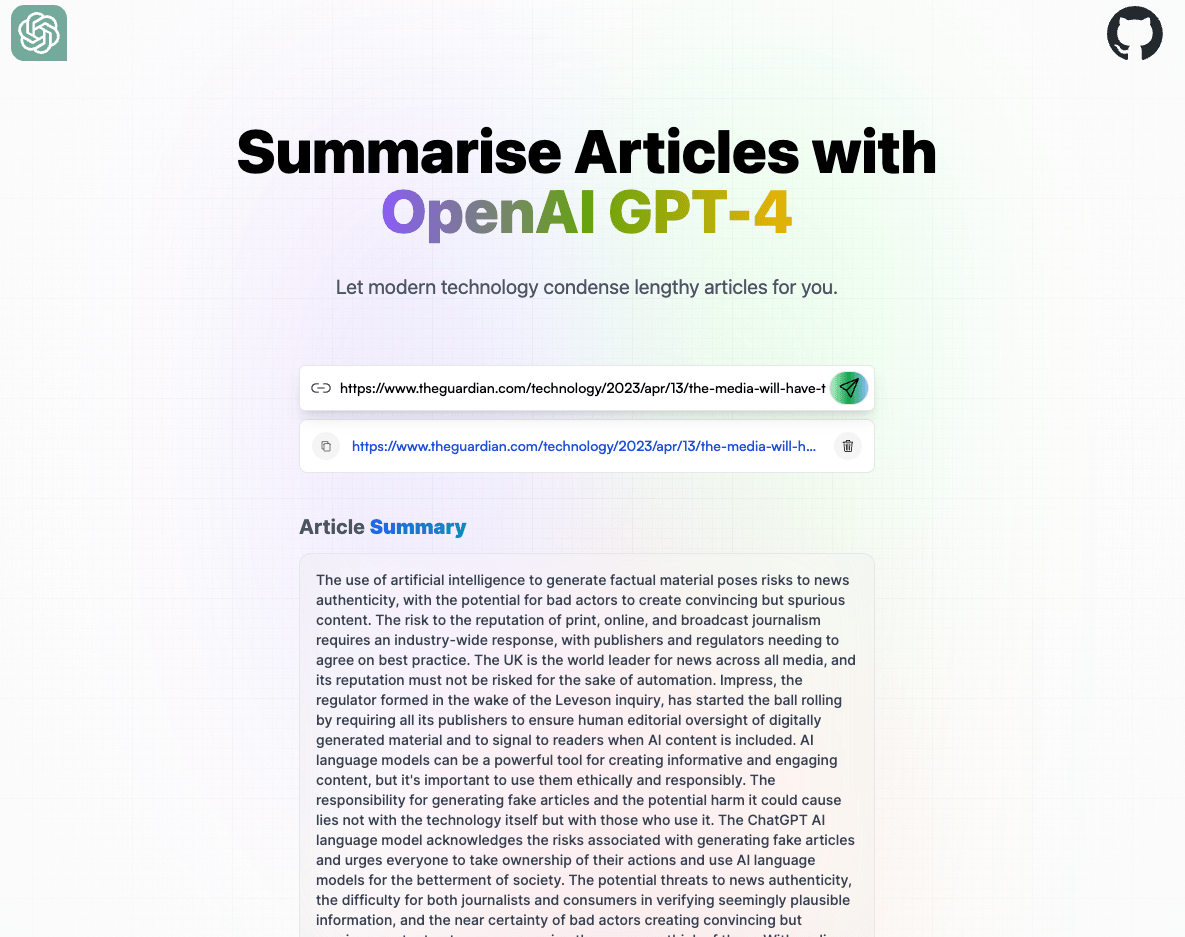 Summarise Articles with
OpenAI GPT-4
Let modern technology condense lengthy articles for you.
https://www.theguardian.com/technology/2023/apr/13/the-media-will-have-t
https://www.theguardian.com/technology/2023/apr/13/the-media-will-h...
Article Summary
The use of artificial intelligence to generate factual material poses risks to news
authenticity, with the potential for bad actors to create convincing but spurious
content. The risk to the reputation of print, online, and broadcast journalism
requires an industry-wide response, with publishers and regulators needing to
agree on best practice. The UK is the world leader for news across all media, and
its reputation must not be risked for the sake of automation. Impress, the
regulator formed in the wake of the Leveson inquiry, has started the ball rolling
by requiring all its publishers to ensure human editorial oversight of digitally
generated material and to signal to readers when AI content is included. AI
language models can be a powerful tool for creating informative and engaging
content, but it's important to use them ethically and responsibly. The
responsibility for generating fake articles and the potential harm it could cause
lies not with the technology itself but with those who use it. The ChatGPT AI
language model acknowledges the risks associated with generating fake articles
and urges everyone to take ownership of their actions and use AI language
models for the betterment of society. The potential threats to news authenticity,
the difficulty for both journalists and consumers in verifying seemingly plausible
information, and the near certainty of bad actors creating convincing but